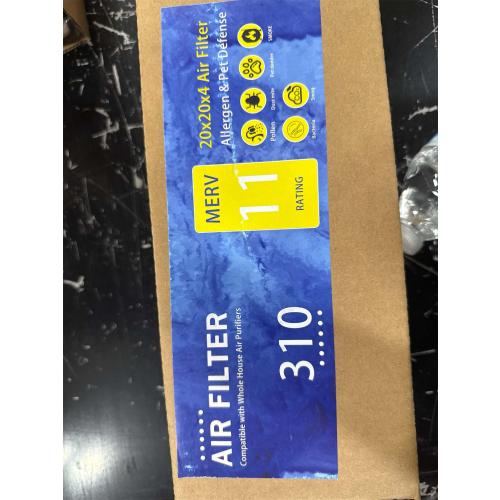 AIR FILTER
Compatible with Whole House Air Purifiers
310
MERV
11
RATING
20x20x4 Air Filter
Allergen & Pet Defense
Pollen
Dust mite
Pet dander
SMOKE
Bacteria
Smog